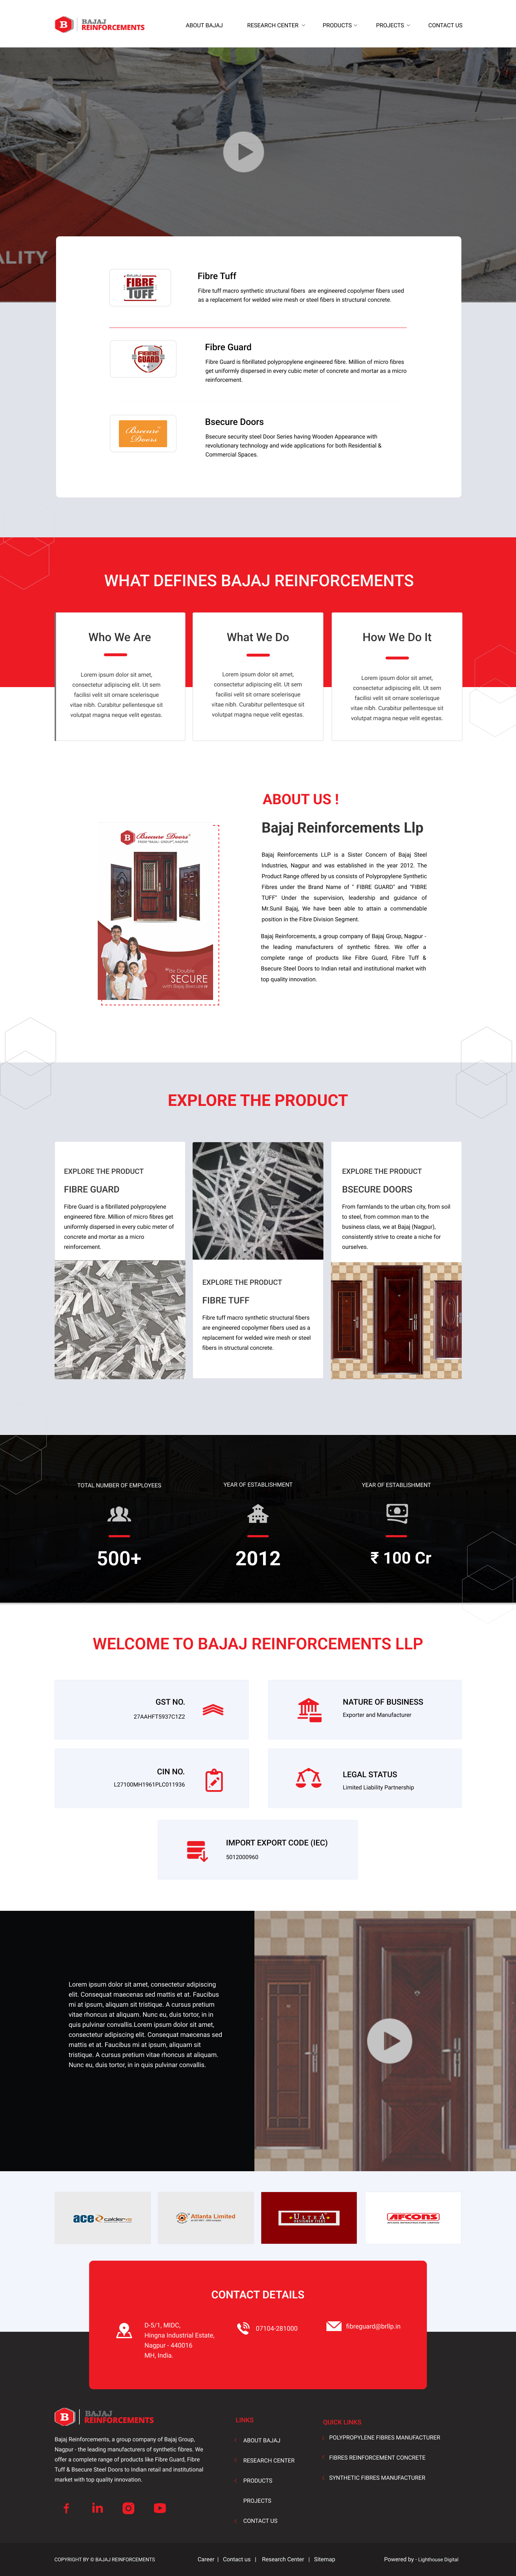 B BAJAJ
REINFORCEMENTS
ABOUT BAJAJ
RESEARCH CENTER
PRODUCTS
PROJECTS
CONTACT US
ALITY
BAJAJ
FIBRE
TUFF
Fibre Tuff
Fibre tuff macro synthetic structural fibers are engineered copolymer fibers used
as a replacement for welded wire mesh or steel fibers in structural concrete.
FIBRE
GUARD
Fibre Guard
Fibre Guard is fibrillated polypropylene engineered fibre. Million of micro fibres
get uniformly dispersed in every cubic meter of concrete and mortar as a micro
reinforcement.
Bsecure
Doors
Bsecure Doors
Bsecure security steel Door Series having Wooden Appearance with
revolutionary technology and wide applications for both Residential &
Commercial Spaces.
WHAT DEFINES BAJAJ REINFORCEMENTS
Who We Are
Lorem ipsum dolor sit amet,
consectetur adipiscing elit. Ut sem
facilisi velit sit ornare scelerisque
vitae nibh. Curabitur pellentesque sit
volutpat magna neque velit egestas.
What We Do
Lorem ipsum dolor sit amet,
consectetur adipiscing elit. Ut sem
facilisi velit sit ornare scelerisque
vitae nibh. Curabitur pellentesque sit
volutpat magna neque velit egestas.
How We Do It
Lorem ipsum dolor sit amet,
consectetur adipiscing elit. Ut sem
facilisi velit sit ornare scelerisque
vitae nibh. Curabitur pellentesque sit
volutpat magna neque velit egestas.
B Bsecure Doors
FROM "BAJAJ GROUP", NAGPUR
"Be Double
SECURE
with Bajaj Bsecure"
ABOUT US !
Bajaj Reinforcements Llp
Bajaj Reinforcements LLP is a Sister Concern of Bajaj Steel
Industries, Nagpur and was established in the year 2012. The
Product Range offered by us consists of Polypropylene Synthetic
Fibres under the Brand Name of " FIBRE GUARD" and "FIBRE
TUFF" Under the supervision, leadership and guidance of
Mr.Sunil Bajaj, We have been able to attain a commendable
position in the Fibre Division Segment.
Bajaj Reinforcements, a group company of Bajaj Group, Nagpur -
the leading manufacturers of synthetic fibres. We offer a
complete range of products like Fibre Guard, Fibre Tuff &
Bsecure Steel Doors to Indian retail and institutional market with
top quality innovation.
EXPLORE THE PRODUCT
EXPLORE THE PRODUCT
FIBRE GUARD
Fibre Guard is a fibrillated polypropylene
engineered fibre. Million of micro fibres get
uniformly dispersed in every cubic meter of
concrete and mortar as a micro
reinforcement.
EXPLORE THE PRODUCT
FIBRE TUFF
Fibre tuff macro synthetic structural fibers
are engineered copolymer fibers used as a
replacement for welded wire mesh or steel
fibers in structural concrete.
EXPLORE THE PRODUCT
BSECURE DOORS
From farmlands to the urban city, from soil
to steel, from common man to the
business class, we at Bajaj (Nagpur),
consistently strive to create a niche for
ourselves.
TOTAL NUMBER OF EMPLOYEES
500+
YEAR OF ESTABLISHMENT
2012
YEAR OF ESTABLISHMENT
₹ 100 Cr
WELCOME TO BAJAJ REINFORCEMENTS LLP
GST NO.
27AAHFT5937C1Z2
NATURE OF BUSINESS
Exporter and Manufacturer
CIN NO.
L27100MH1961PLC011936
LEGAL STATUS
Limited Liability Partnership
IMPORT EXPORT CODE (IEC)
5012000960
Lorem ipsum dolor sit amet, consectetur adipiscing
elit. Consequat maecenas sed mattis et at. Faucibus
mi at ipsum, aliquam sit tristique. A cursus pretium
vitae rhoncus at aliquam. Nunc eu, duis tortor, in in
quis pulvinar convallis.Lorem ipsum dolor sit amet,
consectetur adipiscing elit. Consequat maecenas sed
mattis et at. Faucibus mi at ipsum, aliquam sit
tristique. A cursus pretium vitae rhoncus at aliquam.
Nunc eu, duis tortor, in in quis pulvinar convallis.
ace calderys
Atlanta Limited
ULTRA
DESIGNER TILES
AFCONS
CONTACT DETAILS
D-5/1, MIDC,
Hingna Industrial Estate,
Nagpur - 440016
MH, India.
07104-281000
fibreguard@brllp.in
B BAJAJ
REINFORCEMENTS
Bajaj Reinforcements, a group company of Bajaj Group,
Nagpur - the leading manufacturers of synthetic fibres. We
offer a complete range of products like Fibre Guard, Fibre
Tuff & Bsecure Steel Doors to Indian retail and institutional
market with top quality innovation.
LINKS
ABOUT BAJAJ
RESEARCH CENTER
PRODUCTS
PROJECTS
CONTACT US
QUICK LINKS
POLYPROPYLENE FIBRES MANUFACTURER
FIBRES REINFORCEMENT CONCRETE
SYNTHETIC FIBRES MANUFACTURER
COPYRIGHT BY © BAJAJ REINFORCEMENTS
Career | Contact us | Research Center | Sitemap
Powered by - Lighthouse Digital